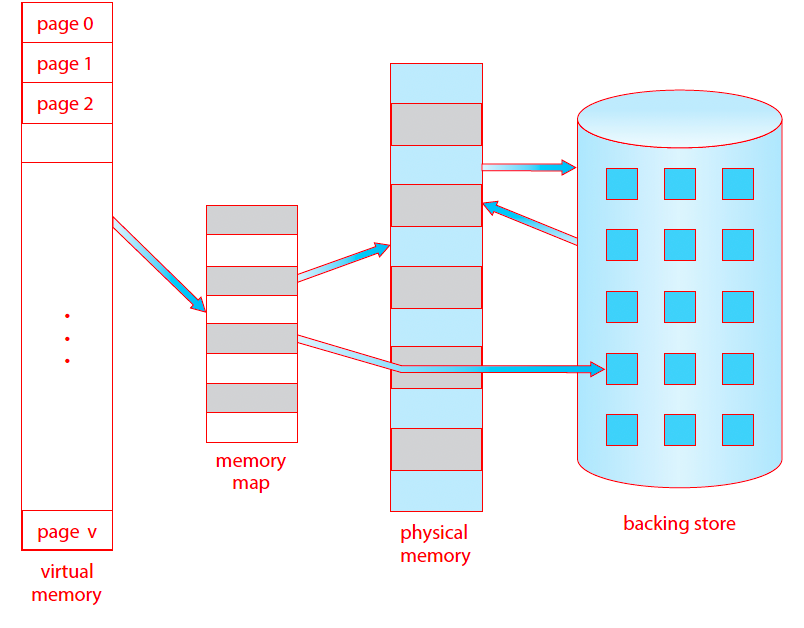 page 0
page 1
page 2
page v
virtual
memory
memory
map
physical
memory
backing store